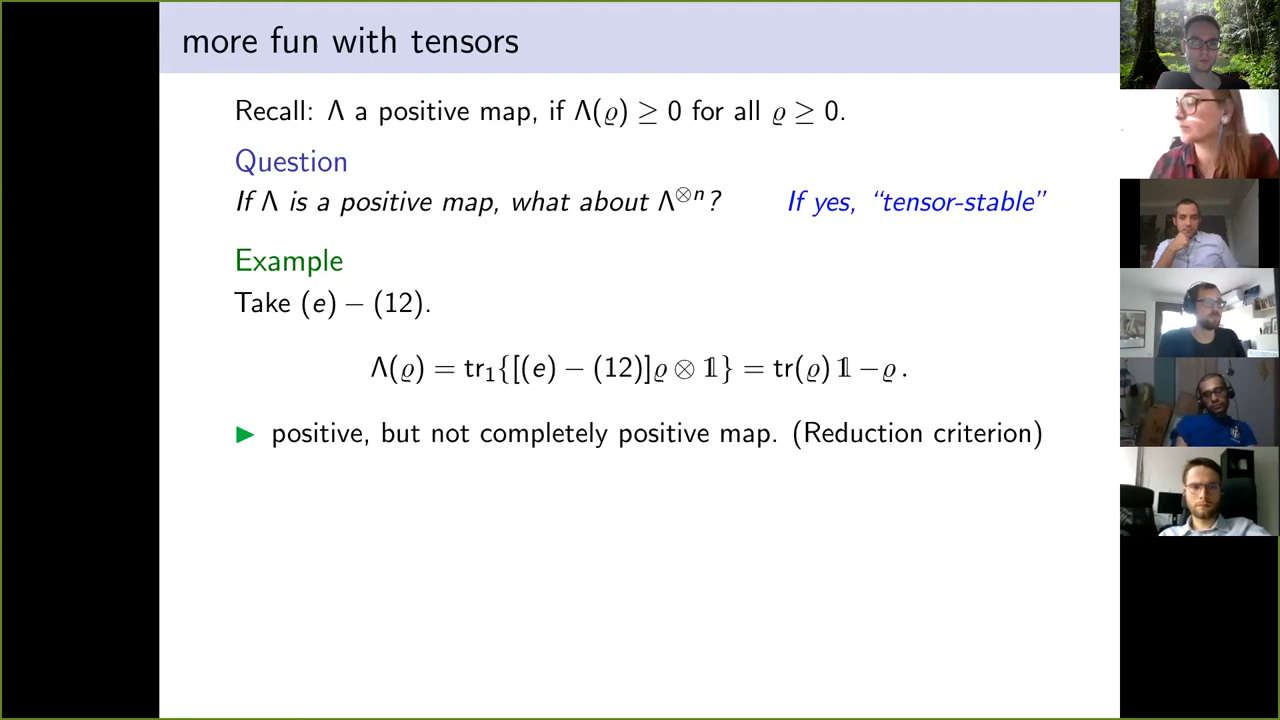 more fun with tensors
Recall: Λ a positive map, if Λ(ϱ) ≥ 0 for all ϱ ≥ 0.
Question
If Λ is a positive map, what about Λ^{⊗n}? If yes, “tensor-stable”
Example
Take (e) − (12).
Λ(ϱ) = tr₁{[(e) − (12)]ϱ ⊗ 𝟙} = tr(ϱ) 𝟙 −ϱ .
▶ positive, but not completely positive map. (Reduction criterion)